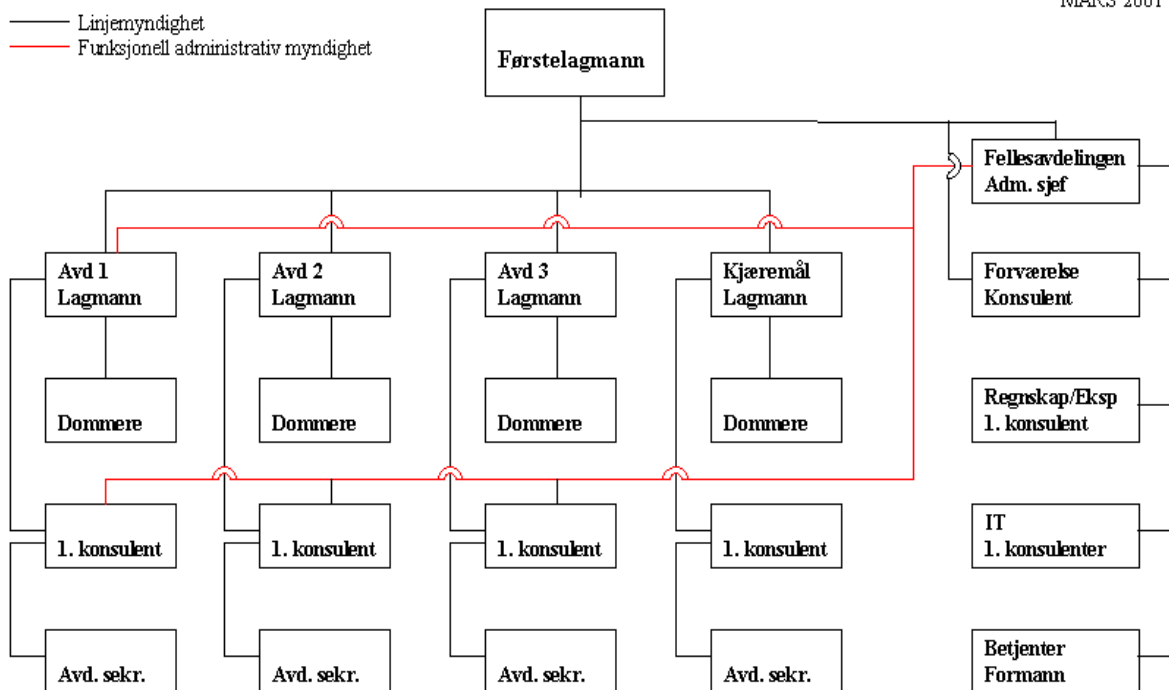 MARS 2001
Linjemyndighet
Funksjonell administrativ myndighet
Førstelagmann
Fellesavdelingen
Adm. sjef
Avd 1
Lagmann
Avd 2
Lagmann
Avd 3
Lagmann
Kjæremål
Lagmann
Forværelse
Konsulent
Dommere
Dommere
Dommere
Dommere
Regnskap/Eksp
1. konsulent
1. konsulent
1. konsulent
1. konsulent
1. konsulent
IT
1. konsulenter
Avd. sekr.
Avd. sekr.
Avd. sekr.
Avd. sekr.
Betjenter
Formann